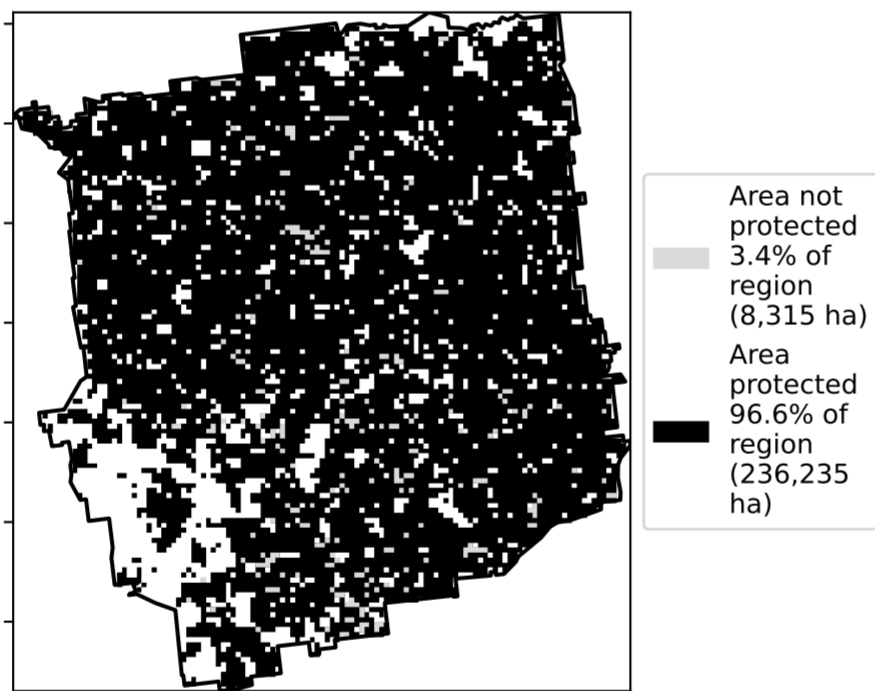 Area not
protected
3.4% of
region
(8,315 ha)
Area
protected
96.6% of
region
(236,235
ha)